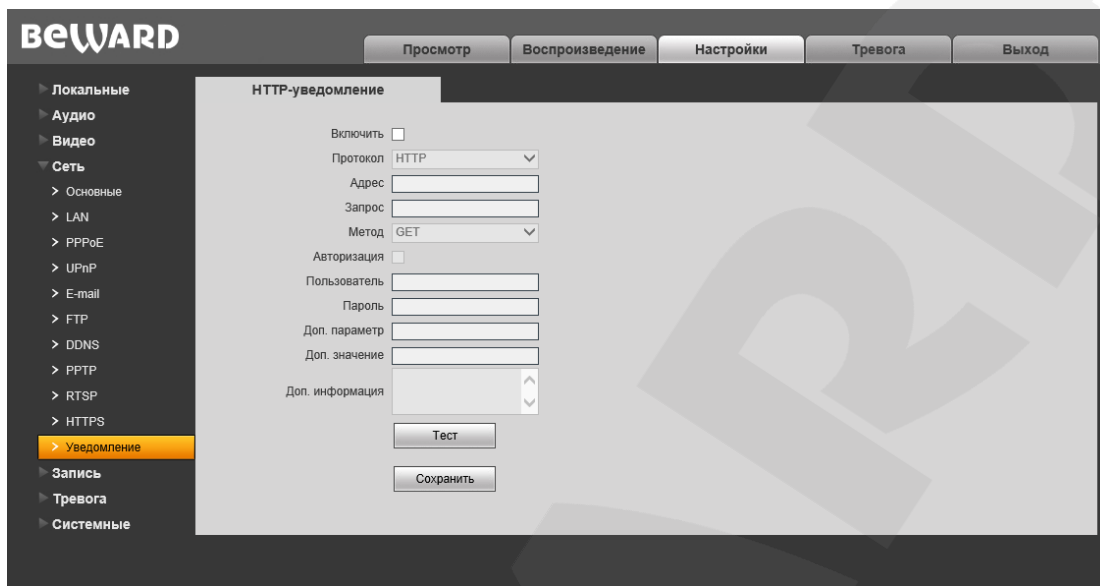 BEWARD
Просмотр
Воспроизведение
Настройки
Тревога
Выход
Локальные
Аудио
Видео
Сеть
Основные
LAN
PPPoE
UPnP
E-mail
FTP
DDNS
PPTP
RTSP
HTTPS
Уведомление
Запись
Тревога
Системные
HTTP-уведомление
Включить
Протокол HTTP
Адрес
Запрос
Метод GET
Авторизация
Пользователь
Пароль
Доп. параметр
Доп. значение
Доп. информация
Тест
Сохранить